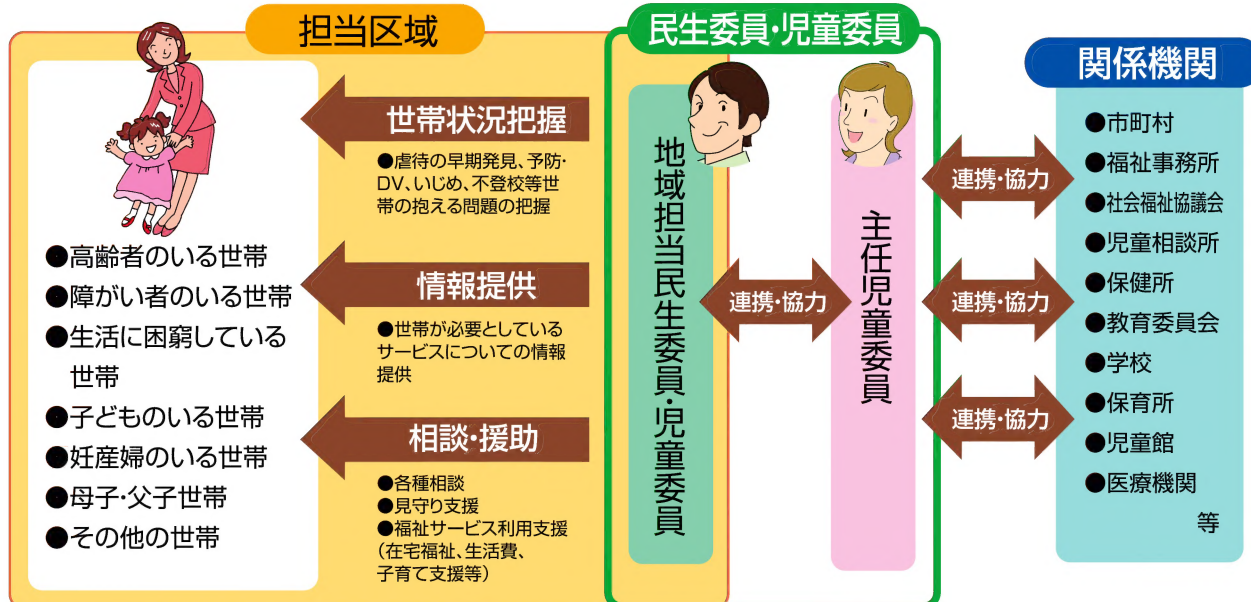 担当区域
●高齢者のいる世帯
●障がい者のいる世帯
●生活に困窮している
世帯
●子どものいる世帯
●妊産婦のいる世帯
●母子・父子世帯
●その他の世帯
世帯状況把握
●虐待の早期発見、予防・
DV、いじめ、不登校等世
帯の抱える問題の把握
情報提供
●世帯が必要としている
サービスについての情報
提供
相談・援助
●各種相談
●見守り支援
●福祉サービス利用支援
(在宅福祉、生活費、
子育て支援等)
民生委員・児童委員
地域担当民生委員・児童委員
連携・協力
主任児童委員
連携・協力
連携・協力
連携・協力
関係機関
●市町村
●福祉事務所
●社会福祉協議会
●児童相談所
●保健所
●教育委員会
●学校
●保育所
●児童館
●医療機関
等